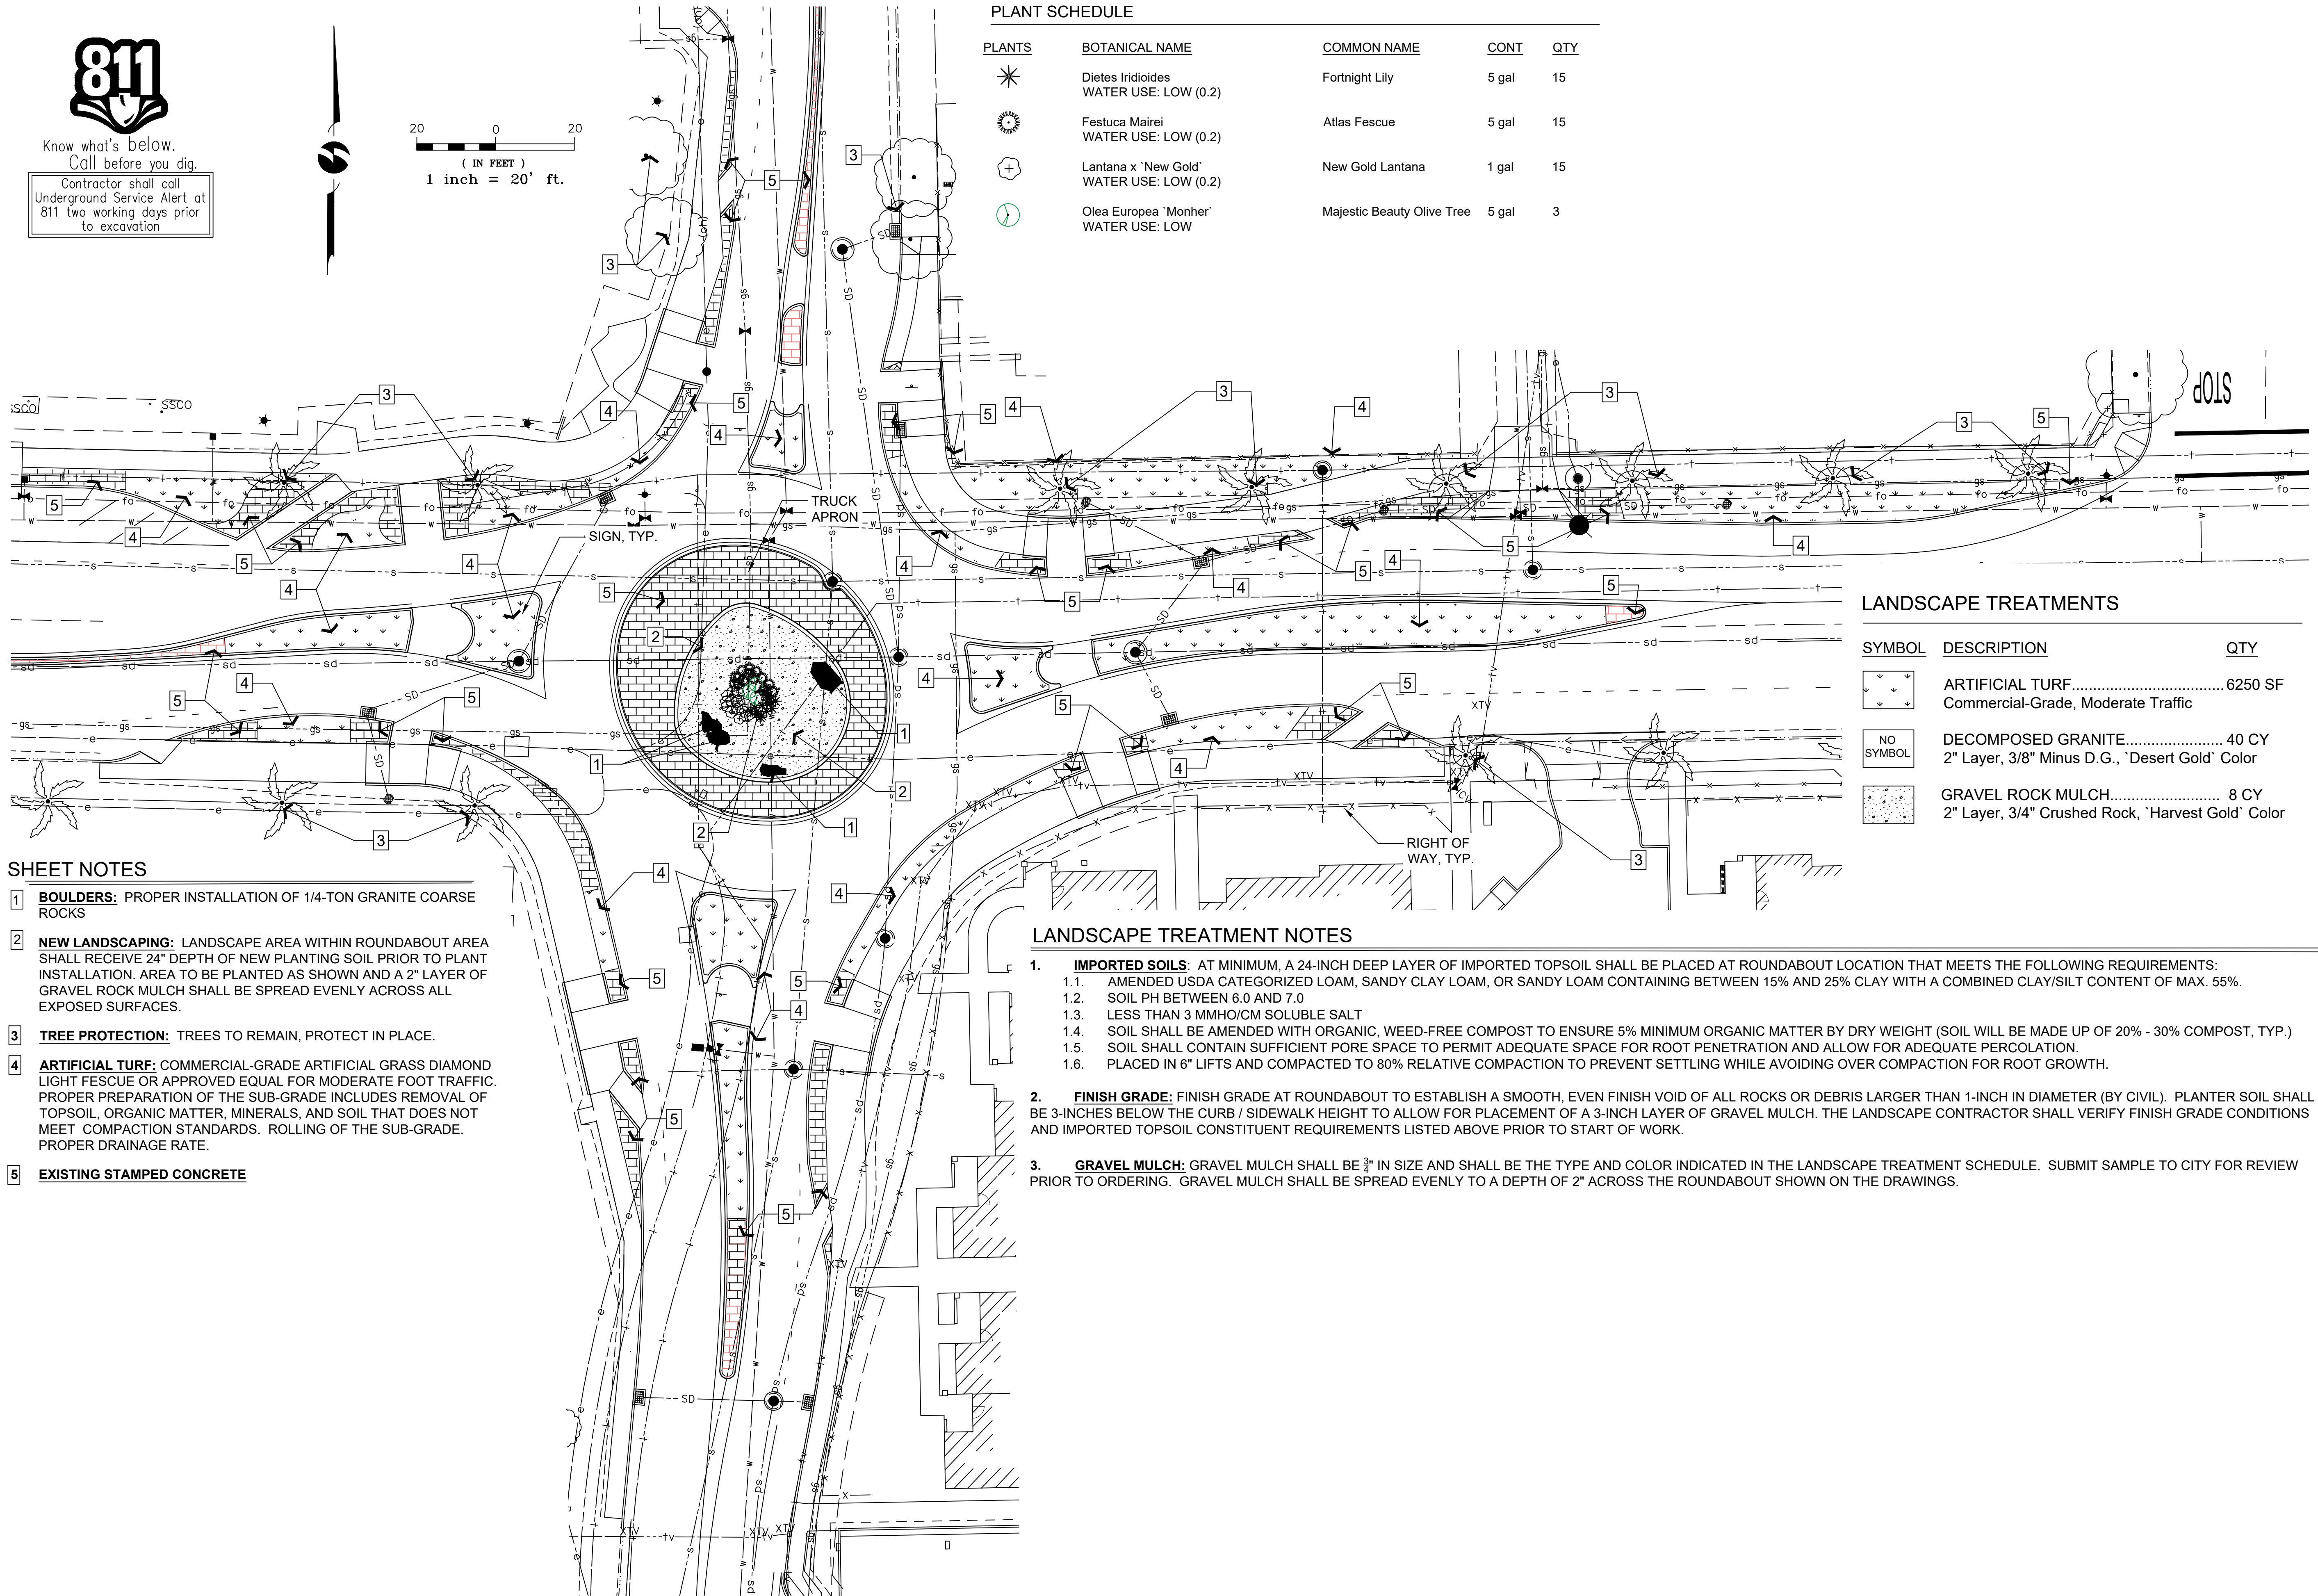 811
Know what's below.
Call before you dig.
Contractor shall call
Underground Service Alert at
811 two working days prior
to excavation
20 0 20
( IN FEET )
1 inch = 20' ft.
PLANT SCHEDULE
PLANTS BOTANICAL NAME COMMON NAME CONT QTY
Dietes Iridioides Fortnight Lily 5 gal 15
WATER USE: LOW (0.2)
Festuca Mairei Atlas Fescue 5 gal 15
WATER USE: LOW (0.2)
Lantana x `New Gold` New Gold Lantana 1 gal 15
WATER USE: LOW (0.2)
Olea Europea `Monher` Majestic Beauty Olive Tree 5 gal 3
WATER USE: LOW
SSCO
STOP
TRUCK
APRON
SIGN, TYP.
RIGHT OF
WAY, TYP.
LANDSCAPE TREATMENTS
SYMBOL DESCRIPTION QTY
ARTIFICIAL TURF.................................... 6250 SF
Commercial-Grade, Moderate Traffic
NO
SYMBOL
DECOMPOSED GRANITE....................... 40 CY
2" Layer, 3/8" Minus D.G., `Desert Gold` Color
GRAVEL ROCK MULCH.......................... 8 CY
2" Layer, 3/4" Crushed Rock, `Harvest Gold` Color
SHEET NOTES
1 BOULDERS: PROPER INSTALLATION OF 1/4-TON GRANITE COARSE
ROCKS
2 NEW LANDSCAPING: LANDSCAPE AREA WITHIN ROUNDABOUT AREA
SHALL RECEIVE 24" DEPTH OF NEW PLANTING SOIL PRIOR TO PLANT
INSTALLATION. AREA TO BE PLANTED AS SHOWN AND A 2" LAYER OF
GRAVEL ROCK MULCH SHALL BE SPREAD EVENLY ACROSS ALL
EXPOSED SURFACES.
3 TREE PROTECTION: TREES TO REMAIN, PROTECT IN PLACE.
4 ARTIFICIAL TURF: COMMERCIAL-GRADE ARTIFICIAL GRASS DIAMOND
LIGHT FESCUE OR APPROVED EQUAL FOR MODERATE FOOT TRAFFIC.
PROPER PREPARATION OF THE SUB-GRADE INCLUDES REMOVAL OF
TOPSOIL, ORGANIC MATTER, MINERALS, AND SOIL THAT DOES NOT
MEET COMPACTION STANDARDS. ROLLING OF THE SUB-GRADE.
PROPER DRAINAGE RATE.
5 EXISTING STAMPED CONCRETE
LANDSCAPE TREATMENT NOTES
1. IMPORTED SOILS: AT MINIMUM, A 24-INCH DEEP LAYER OF IMPORTED TOPSOIL SHALL BE PLACED AT ROUNDABOUT LOCATION THAT MEETS THE FOLLOWING REQUIREMENTS:
1.1. AMENDED USDA CATEGORIZED LOAM, SANDY CLAY LOAM, OR SANDY LOAM CONTAINING BETWEEN 15% AND 25% CLAY WITH A COMBINED CLAY/SILT CONTENT OF MAX. 55%.
1.2. SOIL PH BETWEEN 6.0 AND 7.0
1.3. LESS THAN 3 MMHO/CM SOLUBLE SALT
1.4. SOIL SHALL BE AMENDED WITH ORGANIC, WEED-FREE COMPOST TO ENSURE 5% MINIMUM ORGANIC MATTER BY DRY WEIGHT (SOIL WILL BE MADE UP OF 20% - 30% COMPOST, TYP.)
1.5. SOIL SHALL CONTAIN SUFFICIENT PORE SPACE TO PERMIT ADEQUATE SPACE FOR ROOT PENETRATION AND ALLOW FOR ADEQUATE PERCOLATION.
1.6. PLACED IN 6" LIFTS AND COMPACTED TO 80% RELATIVE COMPACTION TO PREVENT SETTLING WHILE AVOIDING OVER COMPACTION FOR ROOT GROWTH.
2. FINISH GRADE: FINISH GRADE AT ROUNDABOUT TO ESTABLISH A SMOOTH, EVEN FINISH VOID OF ALL ROCKS OR DEBRIS LARGER THAN 1-INCH IN DIAMETER (BY CIVIL). PLANTER SOIL SHALL
BE 3-INCHES BELOW THE CURB / SIDEWALK HEIGHT TO ALLOW FOR PLACEMENT OF A 3-INCH LAYER OF GRAVEL MULCH. THE LANDSCAPE CONTRACTOR SHALL VERIFY FINISH GRADE CONDITIONS
AND IMPORTED TOPSOIL CONSTITUENT REQUIREMENTS LISTED ABOVE PRIOR TO START OF WORK.
3. GRAVEL MULCH: GRAVEL MULCH SHALL BE ¾" IN SIZE AND SHALL BE THE TYPE AND COLOR INDICATED IN THE LANDSCAPE TREATMENT SCHEDULE. SUBMIT SAMPLE TO CITY FOR REVIEW
PRIOR TO ORDERING. GRAVEL MULCH SHALL BE SPREAD EVENLY TO A DEPTH OF 2" ACROSS THE ROUNDABOUT SHOWN ON THE DRAWINGS.